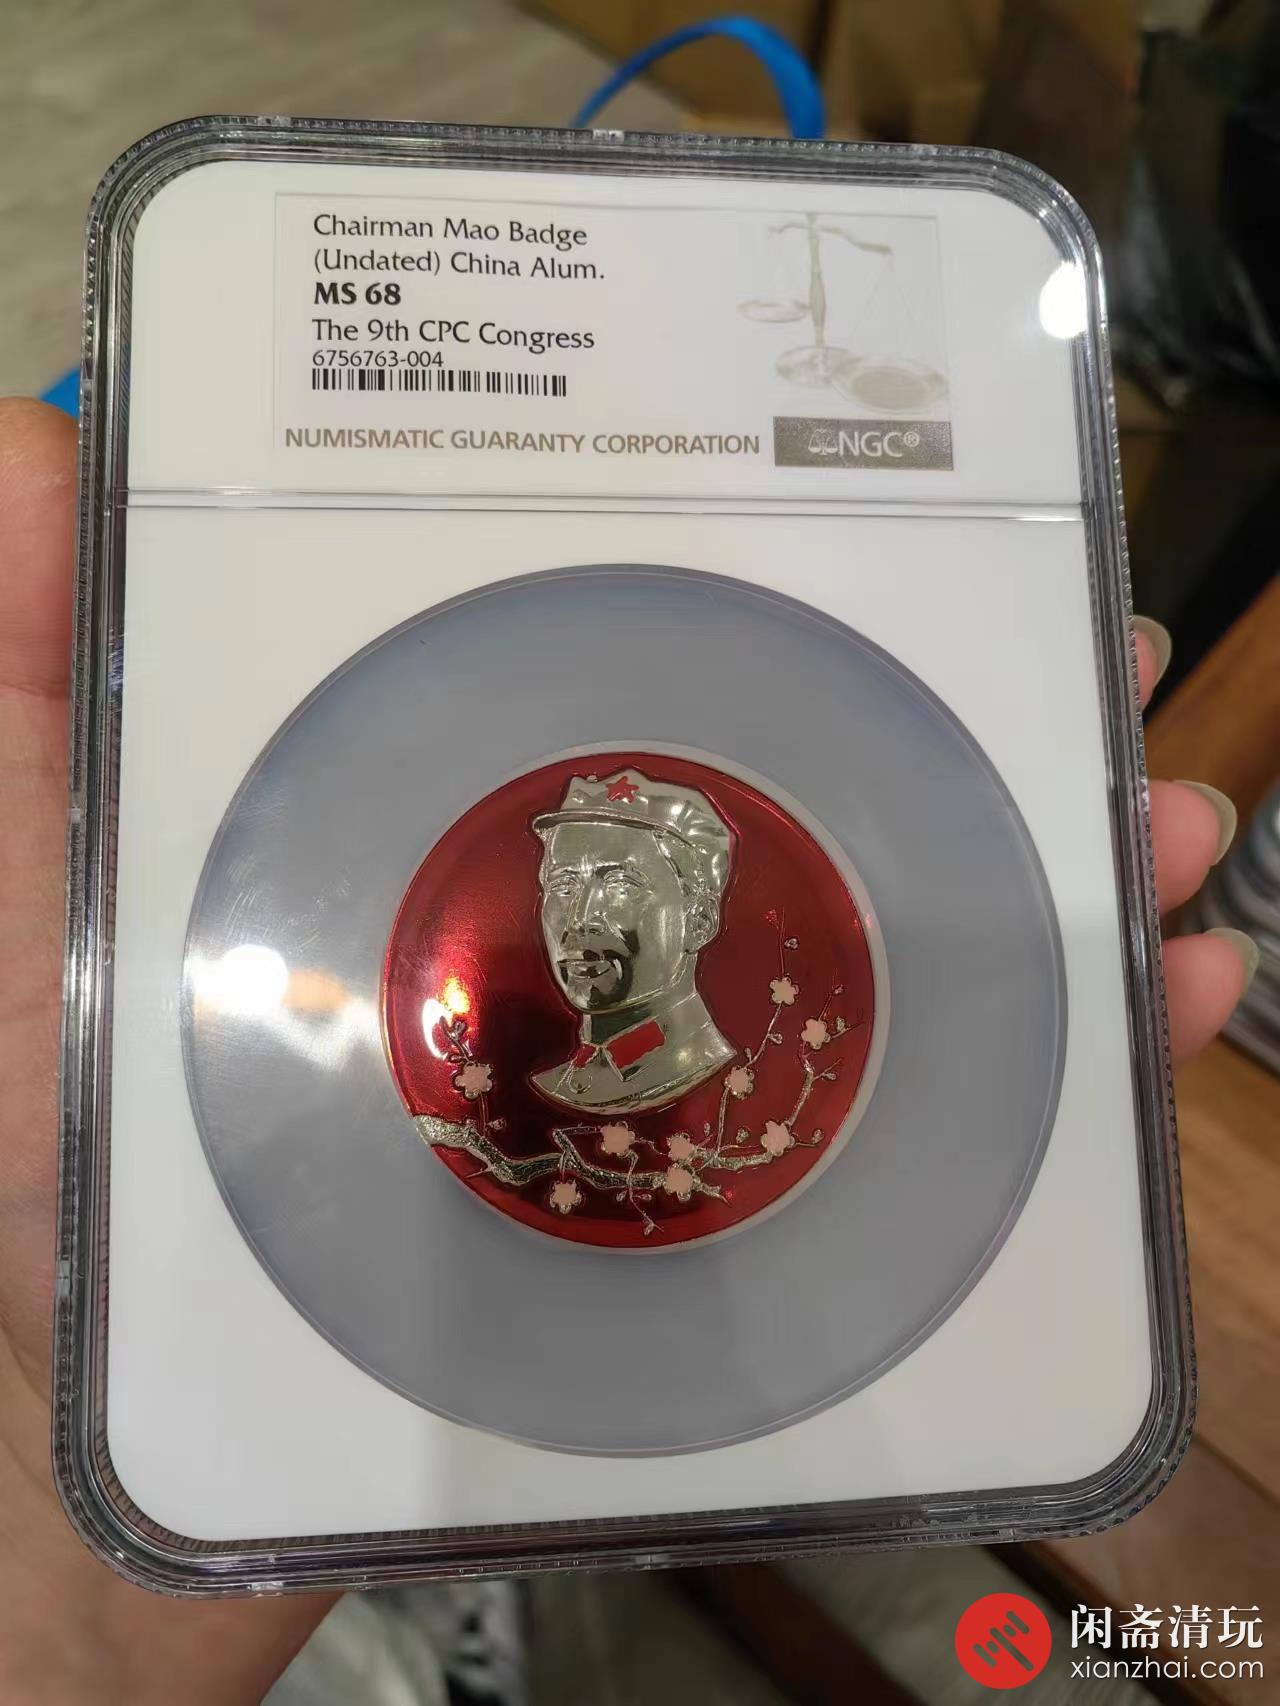 Chairman Mao Badge
(Undated) China Alum.
MS 68
The 9th CPC Congress
6756763-004
NUMISMATIC GUARANTY CORPORATION
NGC®
闲斋清玩
xianzhai.com